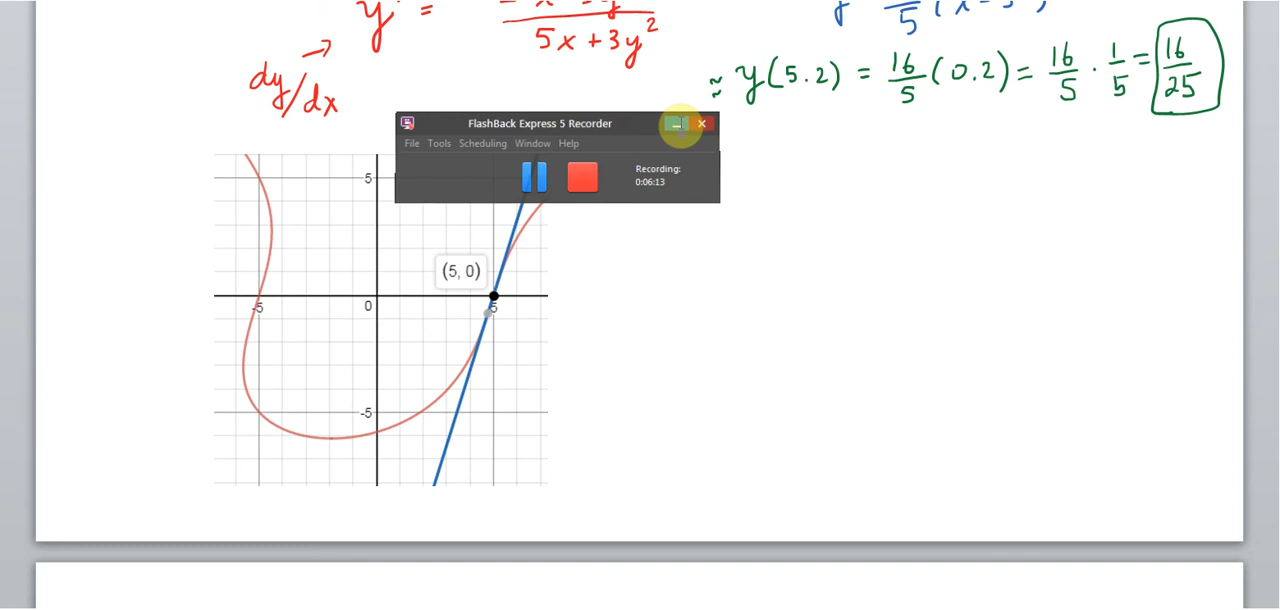 y' =
5x + 3y²
dy/dx
5
≈ y(5.2) = 16/5 (0.2) = 16/5 · 1/5 = 16/25
FlashBack Express 5 Recorder
File Tools Scheduling Window Help
Recording:
0:06:13
5
(5, 0)
-5
0
5
-5